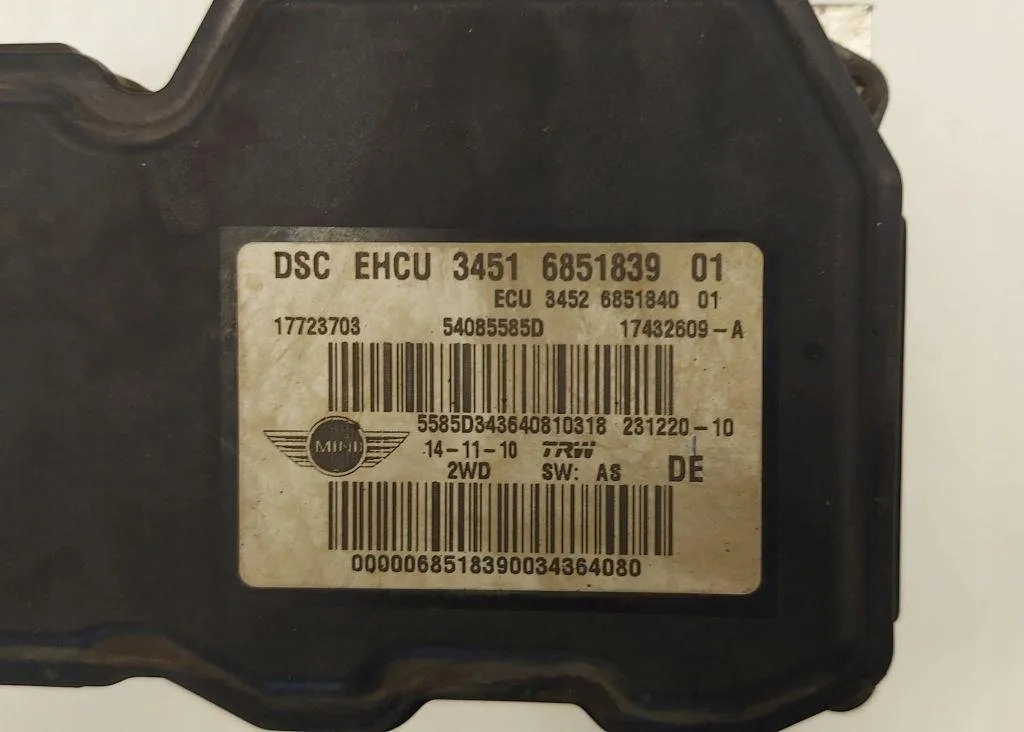 DSC EHCU 3451 6851839 01
ECU 3452 6851840 01
17723703 54085585D 17432609-A
5585D343640810318 231220-10
MINI
14-11-10 TRW
2WD SW: AS DE
0000068518390034364080